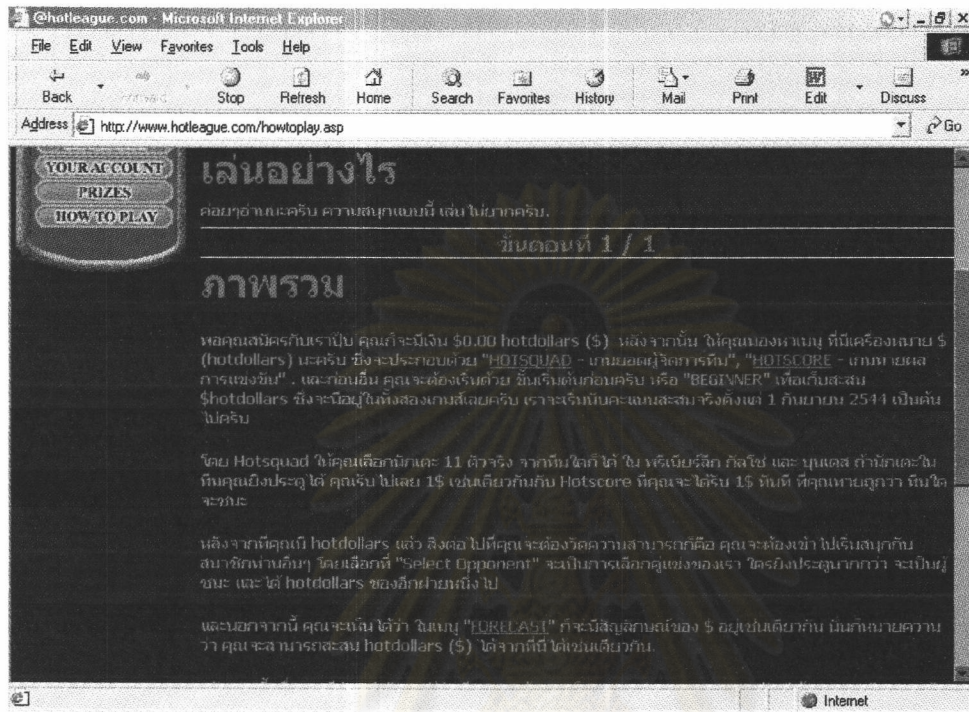 @hotleague.com - Microsoft Internet Explorer
File Edit View Favorites Tools Help
Back Forward Stop Refresh Home Search Favorites History Mail Print Edit Discuss
Address http://www.hotleague.com/howtoplay.asp Go
YOUR ACCOUNT
PRIZES
HOW TO PLAY
เล่นอย่างไร
ค่อยๆอ่านนะครับ ความสนุกแบบนี้ เล่นไม่ยากครับ.
ขั้นตอนที่ 1 / 1
ภาพรวม
พอคุณสมัครกับเราปุ๊บ คุณก็จะมีเงิน $0.00 hotdollars ($) หลังจากนั้น ให้คุณมองหาเมนู ที่มีเครื่องหมาย $
(hotdollars) นะครับ ซึ่งจะประกอบด้วย "HOTSQUAD - เกมยอดผู้จัดการทีม", "HOTSCORE - เกมทายผล
การแข่งขัน" . และก่อนอื่น คุณจะต้องเริ่มด้วย ขั้นเริ่มต้นก่อนครับ หรือ "BEGINNER" เพื่อเก็บสะสม
$hotdollars ซึ่งจะมีอยู่ในทั้งสองเกมส์เลยครับ เราจะเริ่มนับคะแนนสะสมจริงตั้งแต่ 1 กันยายน 2544 เป็นต้น
ไปครับ
โดย Hotsquad ให้คุณเลือกนักเตะ 11 ตัวจริง จากทีมใดก็ได้ ใน พรีเมียร์ลีก กัลโช่ และ บุนเดส ถ้านักเตะใน
ทีมคุณยิงประตูได้ คุณรับไปเลย 1$ เช่นเดียวกันกับ Hotscore ที่คุณจะได้รับ 1$ ทันที ที่คุณทายถูกว่า ทีมใด
จะชนะ
หลังจากที่คุณมี hotdollars แล้ว สิ่งต่อไปที่คุณจะต้องวัดความสามารถก็คือ คุณจะต้องเข้าไปเริ่มสนุกกับ
สมาชิกท่านอื่นๆ โดยเลือกที่ "Select Opponent" จะเป็นการเลือกคู่แข่งของเรา ใครยิงประตูมากกว่า จะเป็นผู้
ชนะ และ ได้ hotdollars ของอีกฝ่ายหนึ่งไป
และนอกจากนี้ คุณจะเห็นได้ว่า ในเมนู "FORECAST" ก็จะมีสัญลักษณ์ของ $ อยู่เช่นเดียวกัน นั่นก็หมายความ
ว่า คุณจะสามารถสะสม hotdollars ($) ได้จากที่นี่ได้เช่นเดียวกัน.
Internet